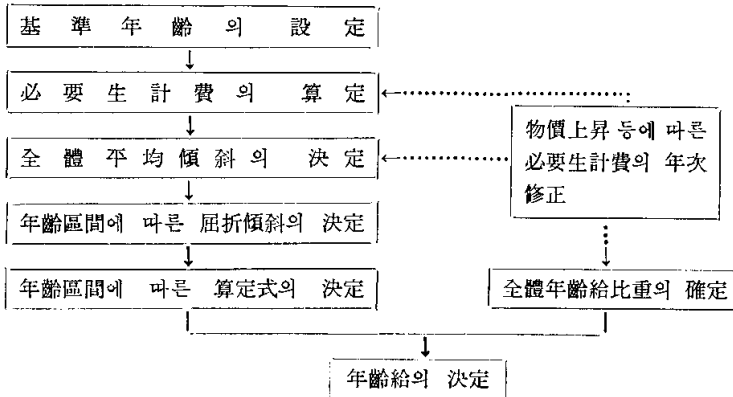 基準年齢의 設定
必要生計費의 算定
物價上昇 등에 따른
必要生計費의 年次
修正
全體平均傾斜의 決定
年齡區間에 따른 屈折傾斜의 決定
年齡區間에 따른 算定式의 決定
全體年齡給比重의 確定
年齡給의 決定